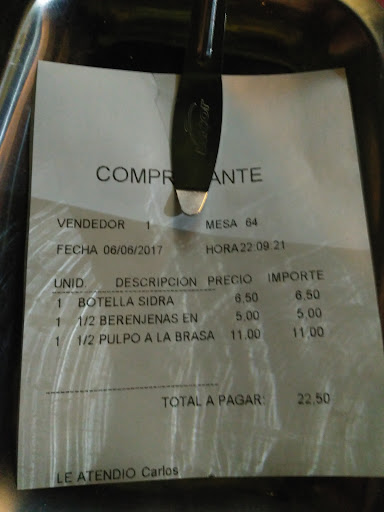 COMPR ANTE
VENDEDOR 1 MESA 64
FECHA 06/06/2017 HORA22:09:21
UNID DESCRIPCION PRECIO IMPORTE
1 BOTELLA SIDRA 6,50 6,50
1 1/2 BERENJENAS EN 5,00 5,00
1 1/2 PULPO A LA BRASA 11,00 11,00
TOTAL A PAGAR: 22,50
LE ATENDIO Carlos